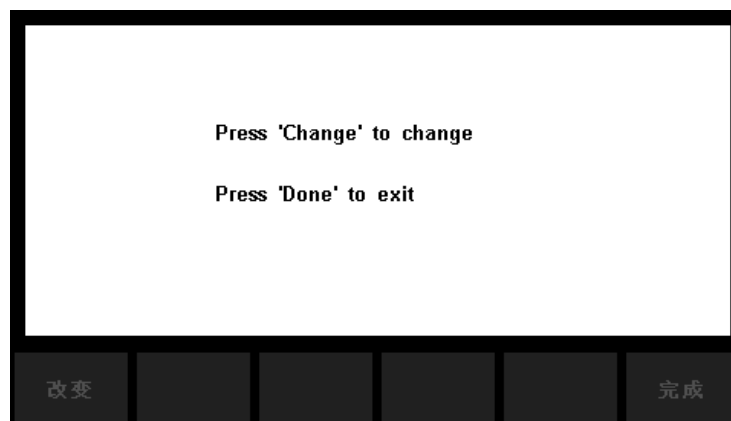 Press 'Change' to change
Press 'Done' to exit
改变
完成